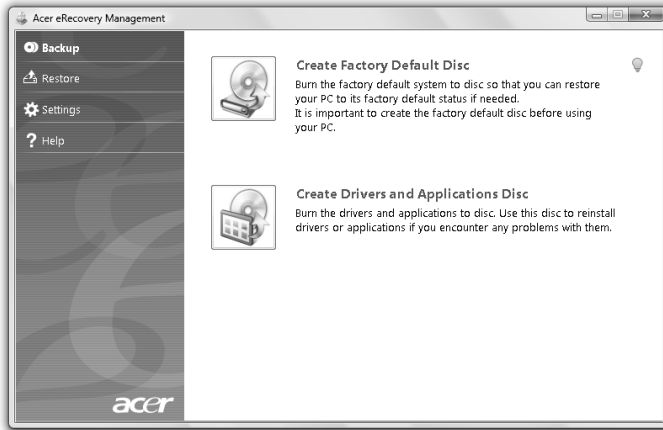 Acer eRecovery Management
Backup
Restore
Settings
Help
Create Factory Default Disc
Burn the factory default system to disc so that you can restore
your PC to its factory default status if needed.
It is important to create the factory default disc before using
your PC.
Create Drivers and Applications Disc
Burn the drivers and applications to disc. Use this disc to reinstall
drivers or applications if you encounter any problems with them.
acer